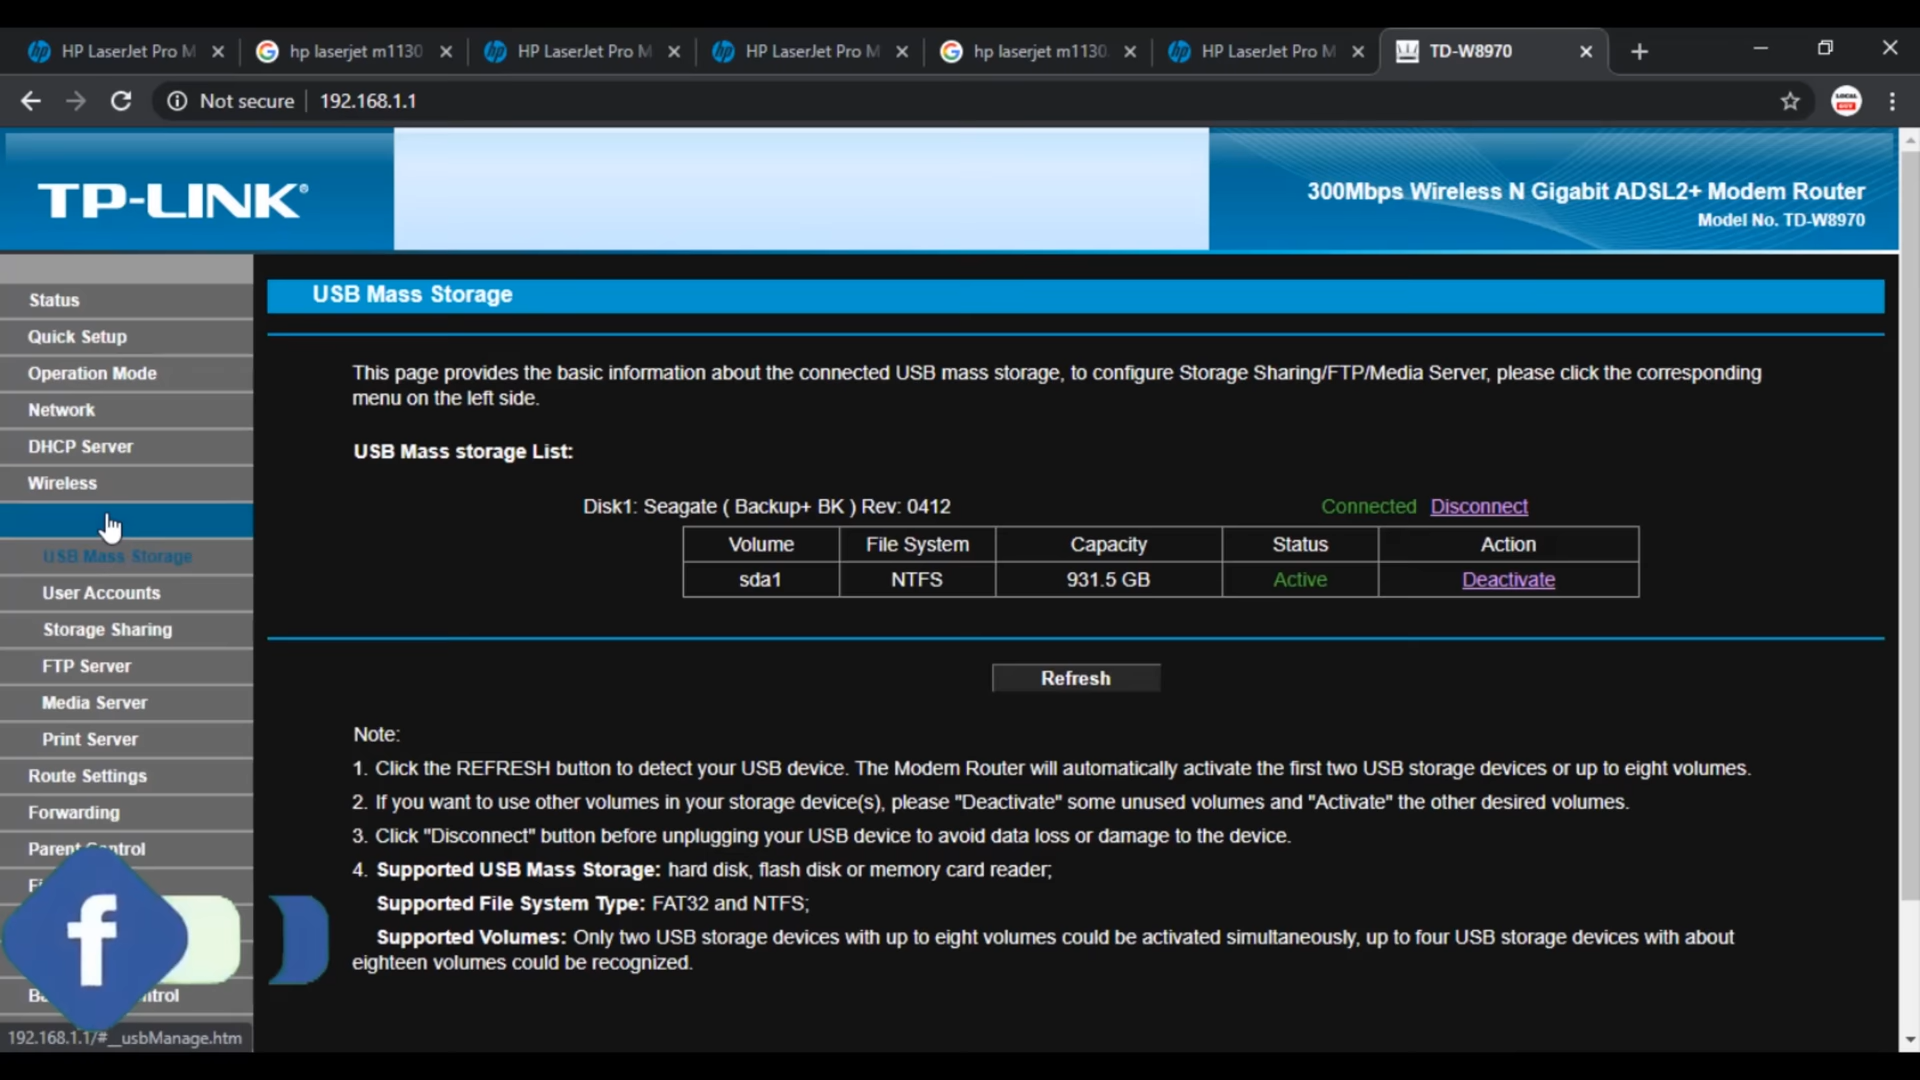 HP LaserJet Pro M
hp laserjet m1130
HP LaserJet Pro M
HP LaserJet Pro M
hp laserjet m1130
HP LaserJet Pro M
TD-W8970
Not secure
192.168.1.1
TP-LINK®
300Mbps Wireless N Gigabit ADSL2+ Modem Router
Model No. TD-W8970
Status
Quick Setup
Operation Mode
Network
DHCP Server
Wireless
USB Mass Storage
User Accounts
Storage Sharing
FTP Server
Media Server
Print Server
Route Settings
Forwarding
192.168.1.1/#__usbManage.htm
USB Mass Storage
This page provides the basic information about the connected USB mass storage, to configure Storage Sharing/FTP/Media Server, please click the corresponding
menu on the left side.
USB Mass storage List:
Disk1: Seagate ( Backup+ BK ) Rev: 0412
Connected Disconnect
Volume File System Capacity Status Action
sda1 NTFS 931.5 GB Active Deactivate
Refresh
Note:
1. Click the REFRESH button to detect your USB device. The Modem Router will automatically activate the first two USB storage devices or up to eight volumes.
2. If you want to use other volumes in your storage device(s), please "Deactivate" some unused volumes and "Activate" the other desired volumes.
3. Click "Disconnect" button before unplugging your USB device to avoid data loss or damage to the device.
4. Supported USB Mass Storage: hard disk, flash disk or memory card reader;
Supported File System Type: FAT32 and NTFS;
Supported Volumes: Only two USB storage devices with up to eight volumes could be activated simultaneously, up to four USB storage devices with about
eighteen volumes could be recognized.